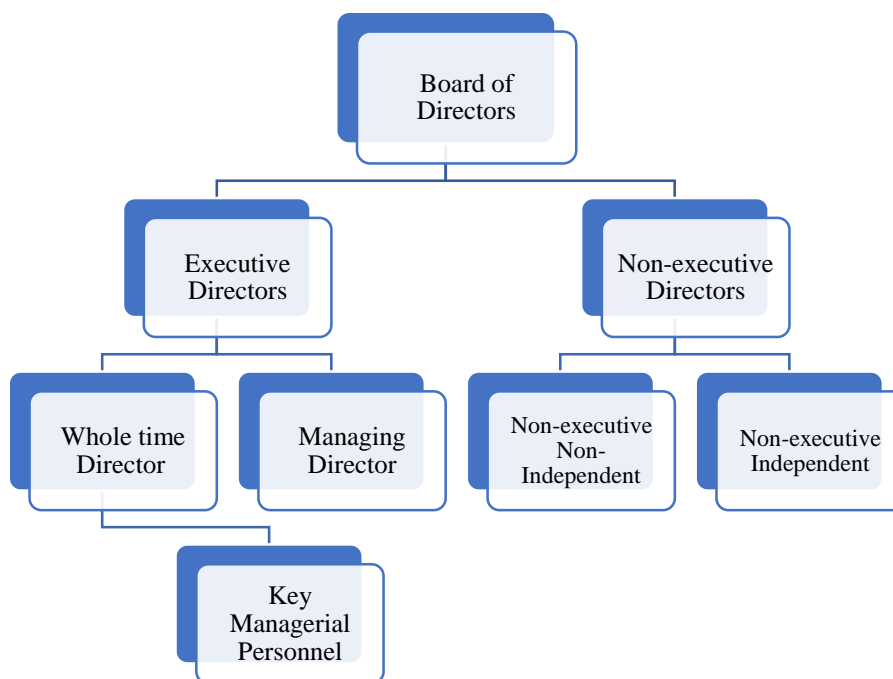 Board of
Directors
Executive
Directors
Non-executive
Directors
Whole time
Director
Managing
Director
Non-executive
Non-
Independent
Non-executive
Independent
Key
Managerial
Personnel